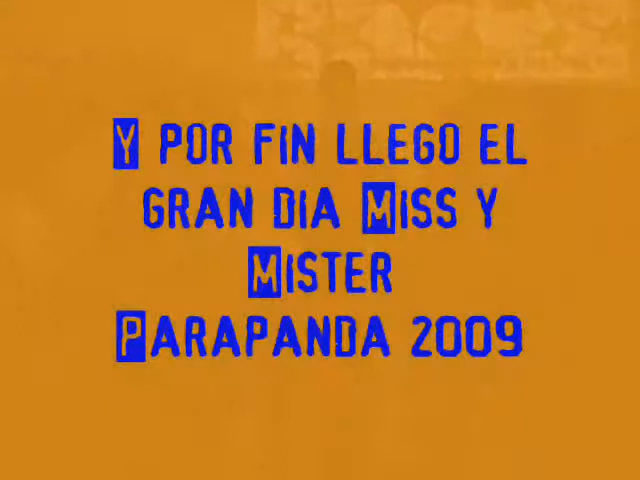 Y POR FIN LLEGO EL
GRAN DIA MISS Y
MISTER
PARAPANDA 2009